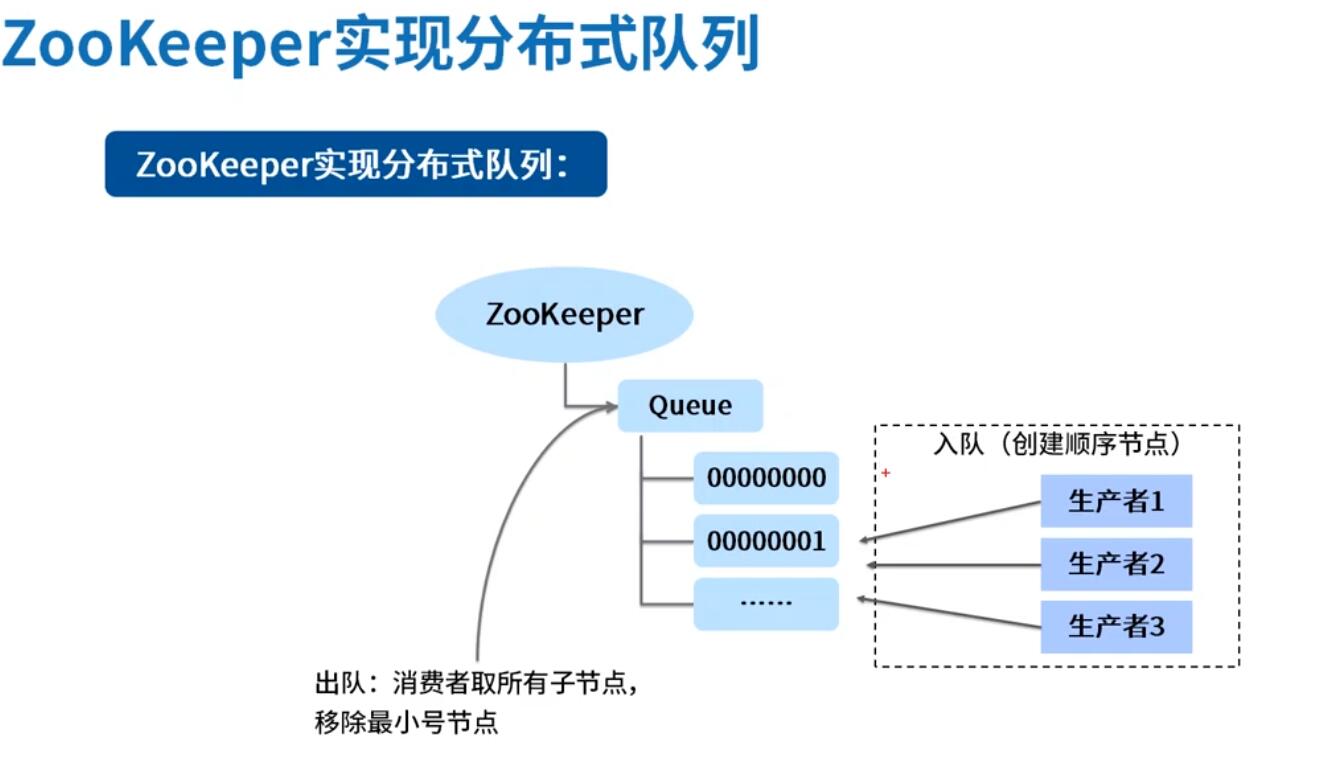 ZooKeeper实现分布式队列
ZooKeeper实现分布式队列：
ZooKeeper
Queue
00000000
00000001
······
入队（创建顺序节点）
生产者1
生产者2
生产者3
出队：消费者取所有子节点，
移除最小号节点